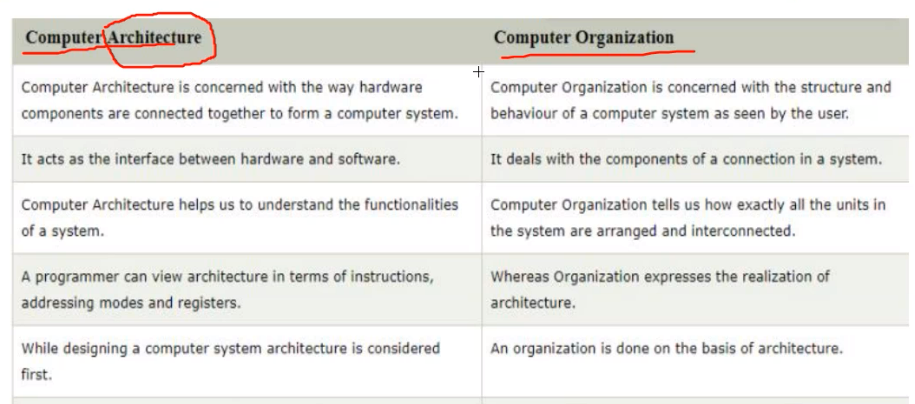 Computer Architecture
Computer Organization
Computer Architecture is concerned with the way hardware
components are connected together to form a computer system.
Computer Organization is concerned with the structure and
behaviour of a computer system as seen by the user.
It acts as the interface between hardware and software.
It deals with the components of a connection in a system.
Computer Architecture helps us to understand the functionalities
of a system.
Computer Organization tells us how exactly all the units in
the system are arranged and interconnected.
A programmer can view architecture in terms of instructions,
addressing modes and registers.
Whereas Organization expresses the realization of
architecture.
While designing a computer system architecture is considered
first.
An organization is done on the basis of architecture.